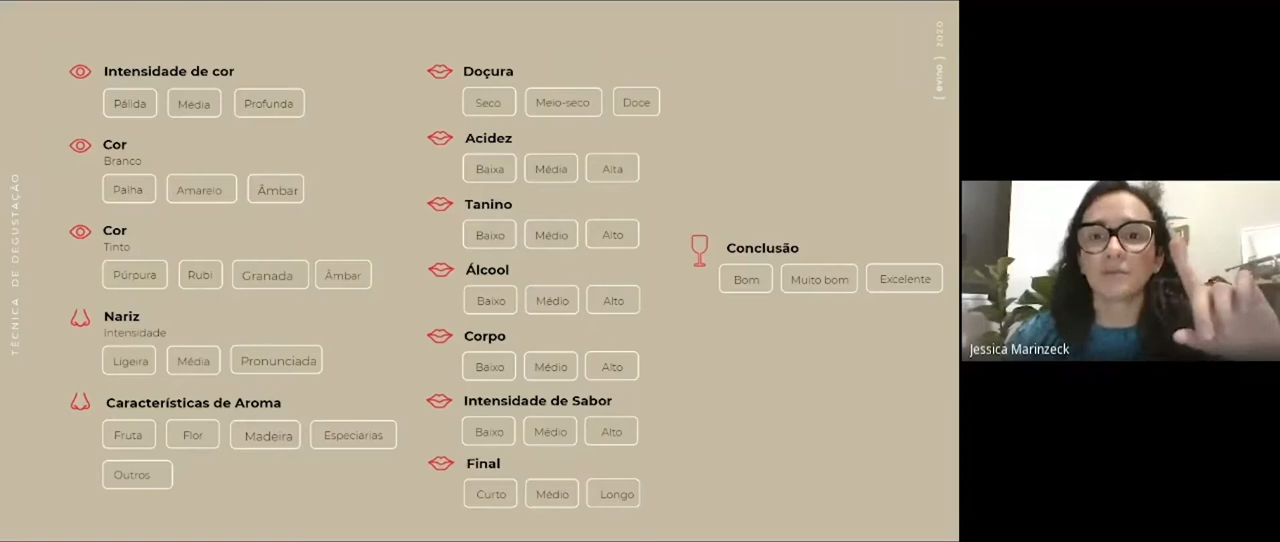 TÉCNICA DE DEGUSTAÇÃO
Intensidade de cor
Pálida Média Profunda
Cor
Branco
Palha Amarelo Âmbar
Cor
Tinto
Púrpura Rubi Granada Âmbar
Nariz
Intensidade
Ligeira Média Pronunciada
Características de Aroma
Fruta Flor Madeira Especiarias
Outros
Doçura
Seco Meio-seco Doce
Acidez
Baixa Média Alta
Tanino
Baixo Médio Alto
Álcool
Baixo Médio Alto
Corpo
Baixo Médio Alto
Intensidade de Sabor
Baixo Médio Alto
Final
Curto Médio Longo
Conclusão
Bom Muito bom Excelente
[ evino ] 2020
Jessica Marinzeck